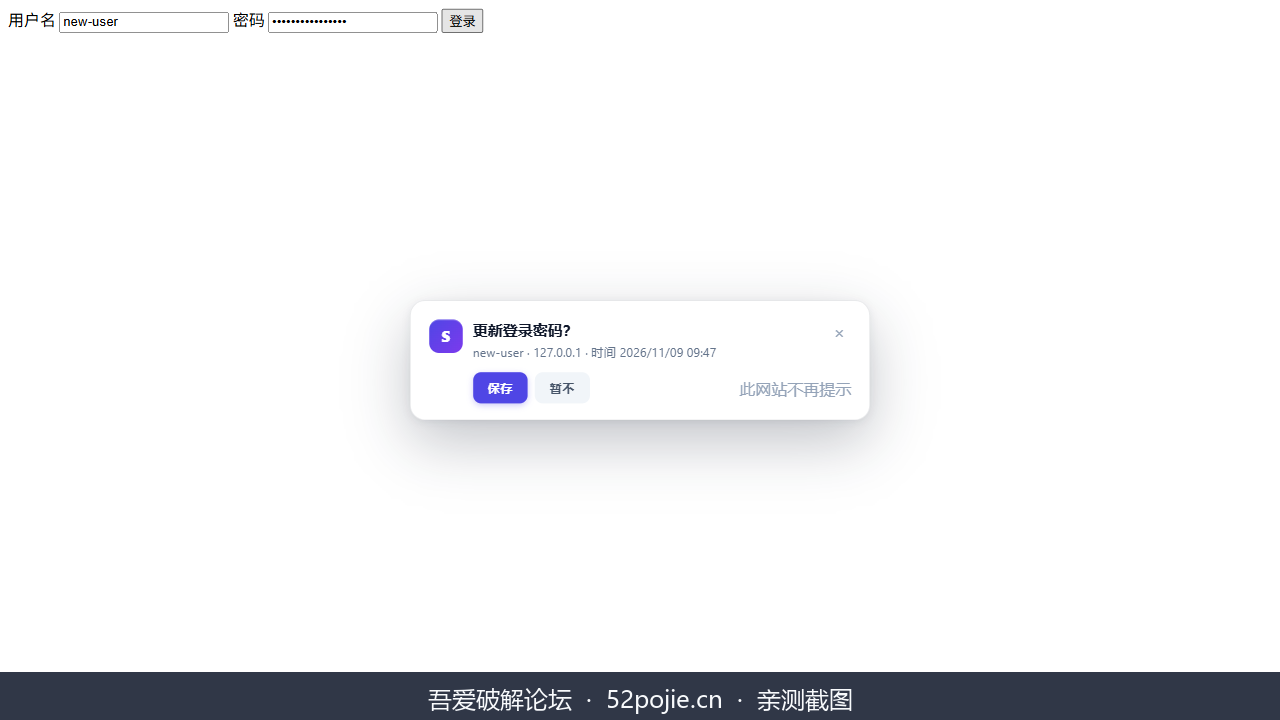 用户名 new-user 密码 •••••••••••••••• 登录
S 更新登录密码? ×
new-user · 127.0.0.1 · 时间 2026/11/09 09:47
保存 暂不 此网站不再提示
吾爱破解论坛 · 52pojie.cn · 亲测截图